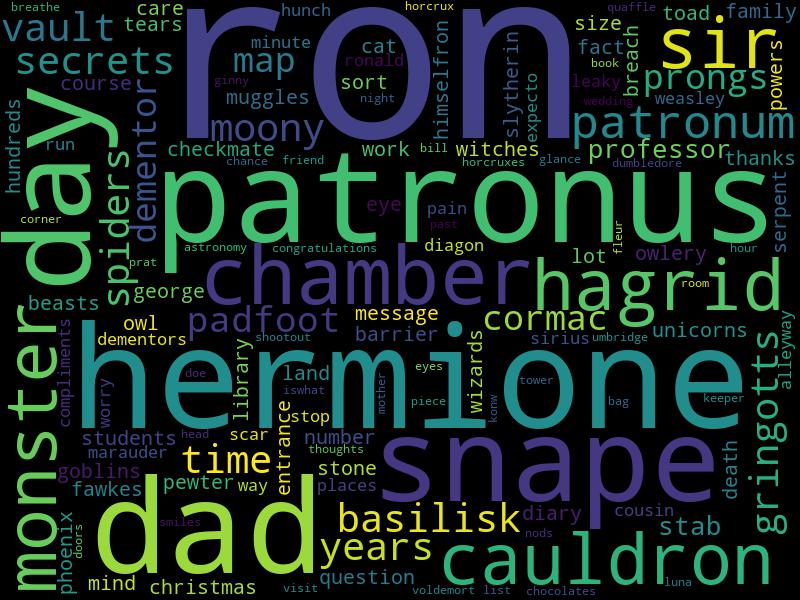 breathe
care
tears
vault
secrets
course
ron
hunch
minute
map
cat
ronald
sort
muggles
ginny
night
moony
horcrux
himselfron
slytherin
expecto
quaffle
toad
family
size
fact
book
breach
sir
powers
leaky
prongs
wedding
weasley
patronum
hundreds
run
day
dementor
checkmate
chance
friend
work
bill
witches
horcruxes
glance
professor
dumbledore
thanks
spiders
patronus
eye
pain
past
serpent
corner
prat
astronomy
congratulations
diagon
fleur
lot
owlery
hour
room
chamber
hagrid
george
beasts
owl
dementors
padfoot
message
barrier
cormac
sirius
umbridge
unicorns
alleyway
monster
compliments
hermione
shootout
library
doe
land
iswhat
mother
eyes
piece
wizards
konw
tower
bag
keeper
gringotts
worry
students
head
marauder
scar
stop
number
thoughts
entrance
snape
death
goblins
fawkes
time
pewter
way
stone
places
phoenix
doors
dad
smiles
basilisk
diary
cousin
stab
nods
years
cauldron
mind
christmas
visit
question
voldemort
list
chocolates
luna